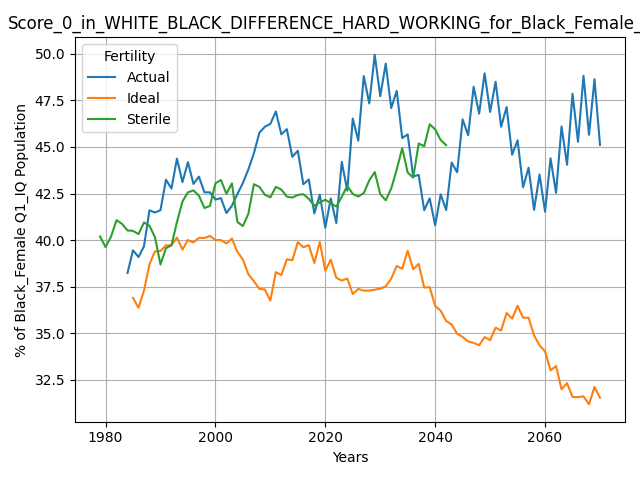 Score_0_in_WHITE_BLACK_DIFFERENCE_HARD_WORKING_for_Black_Female_
Fertility
Actual
Ideal
Sterile
% of Black_Female Q1_IQ Population
50.0
47.5
45.0
42.5
40.0
37.5
35.0
32.5
1980 2000 2020 2040 2060
Years